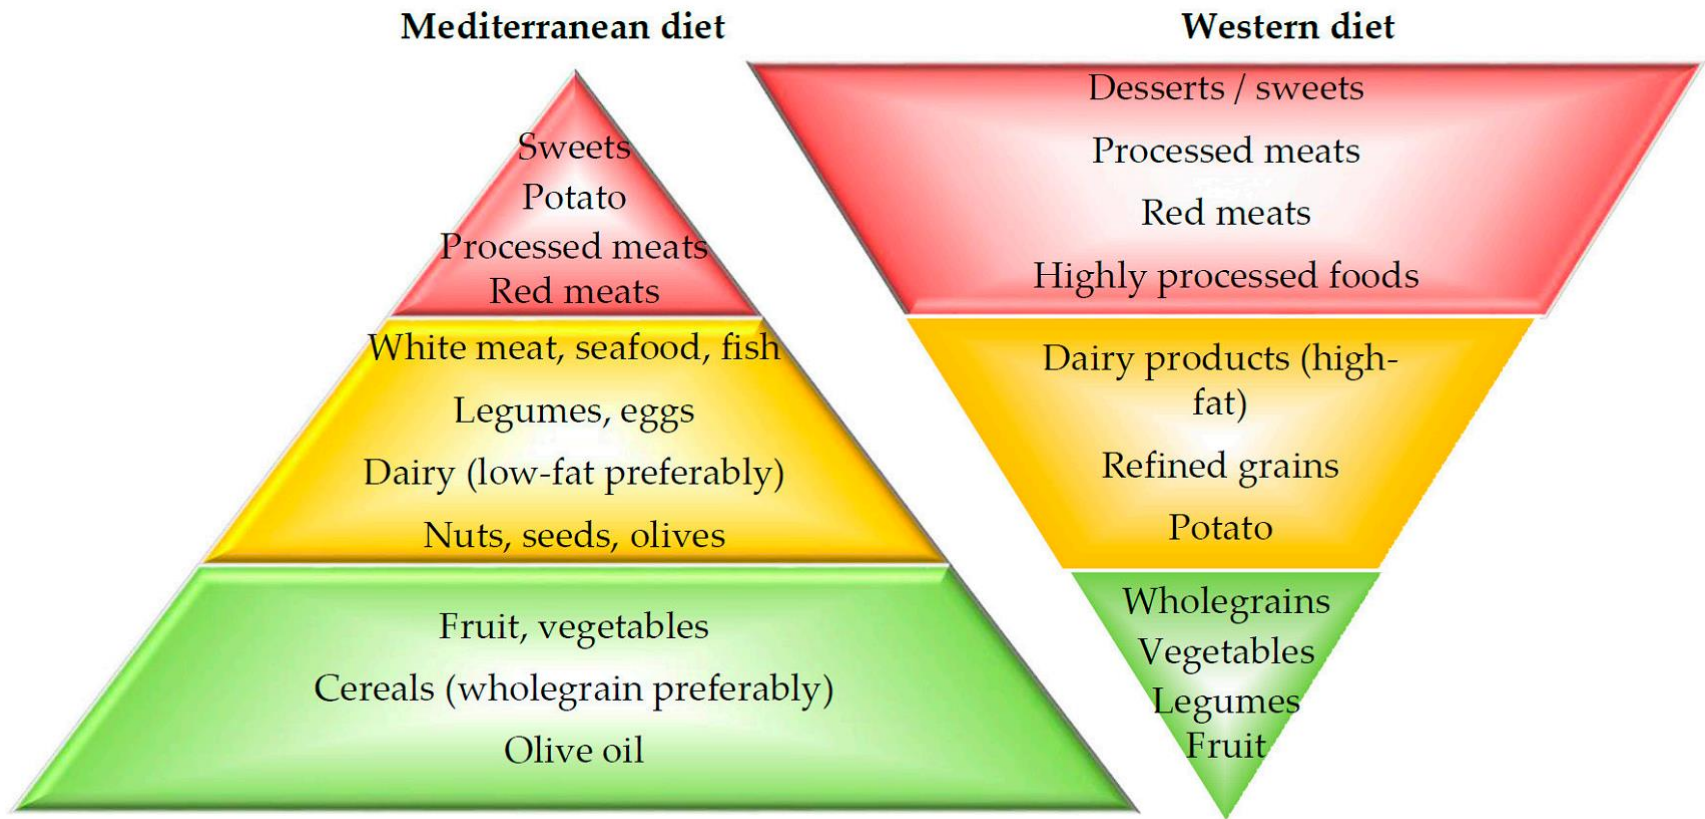 Mediterranean diet
Sweets
Potato
Processed meats
Red meats
White meat, seafood, fish
Legumes, eggs
Dairy (low-fat preferably)
Nuts, seeds, olives
Fruit, vegetables
Cereals (wholegrain preferably)
Olive oil
Western diet
Desserts / sweets
Processed meats
Red meats
Highly processed foods
Dairy products (high-
fat)
Refined grains
Potato
Wholegrains
Vegetables
Legumes
Fruit